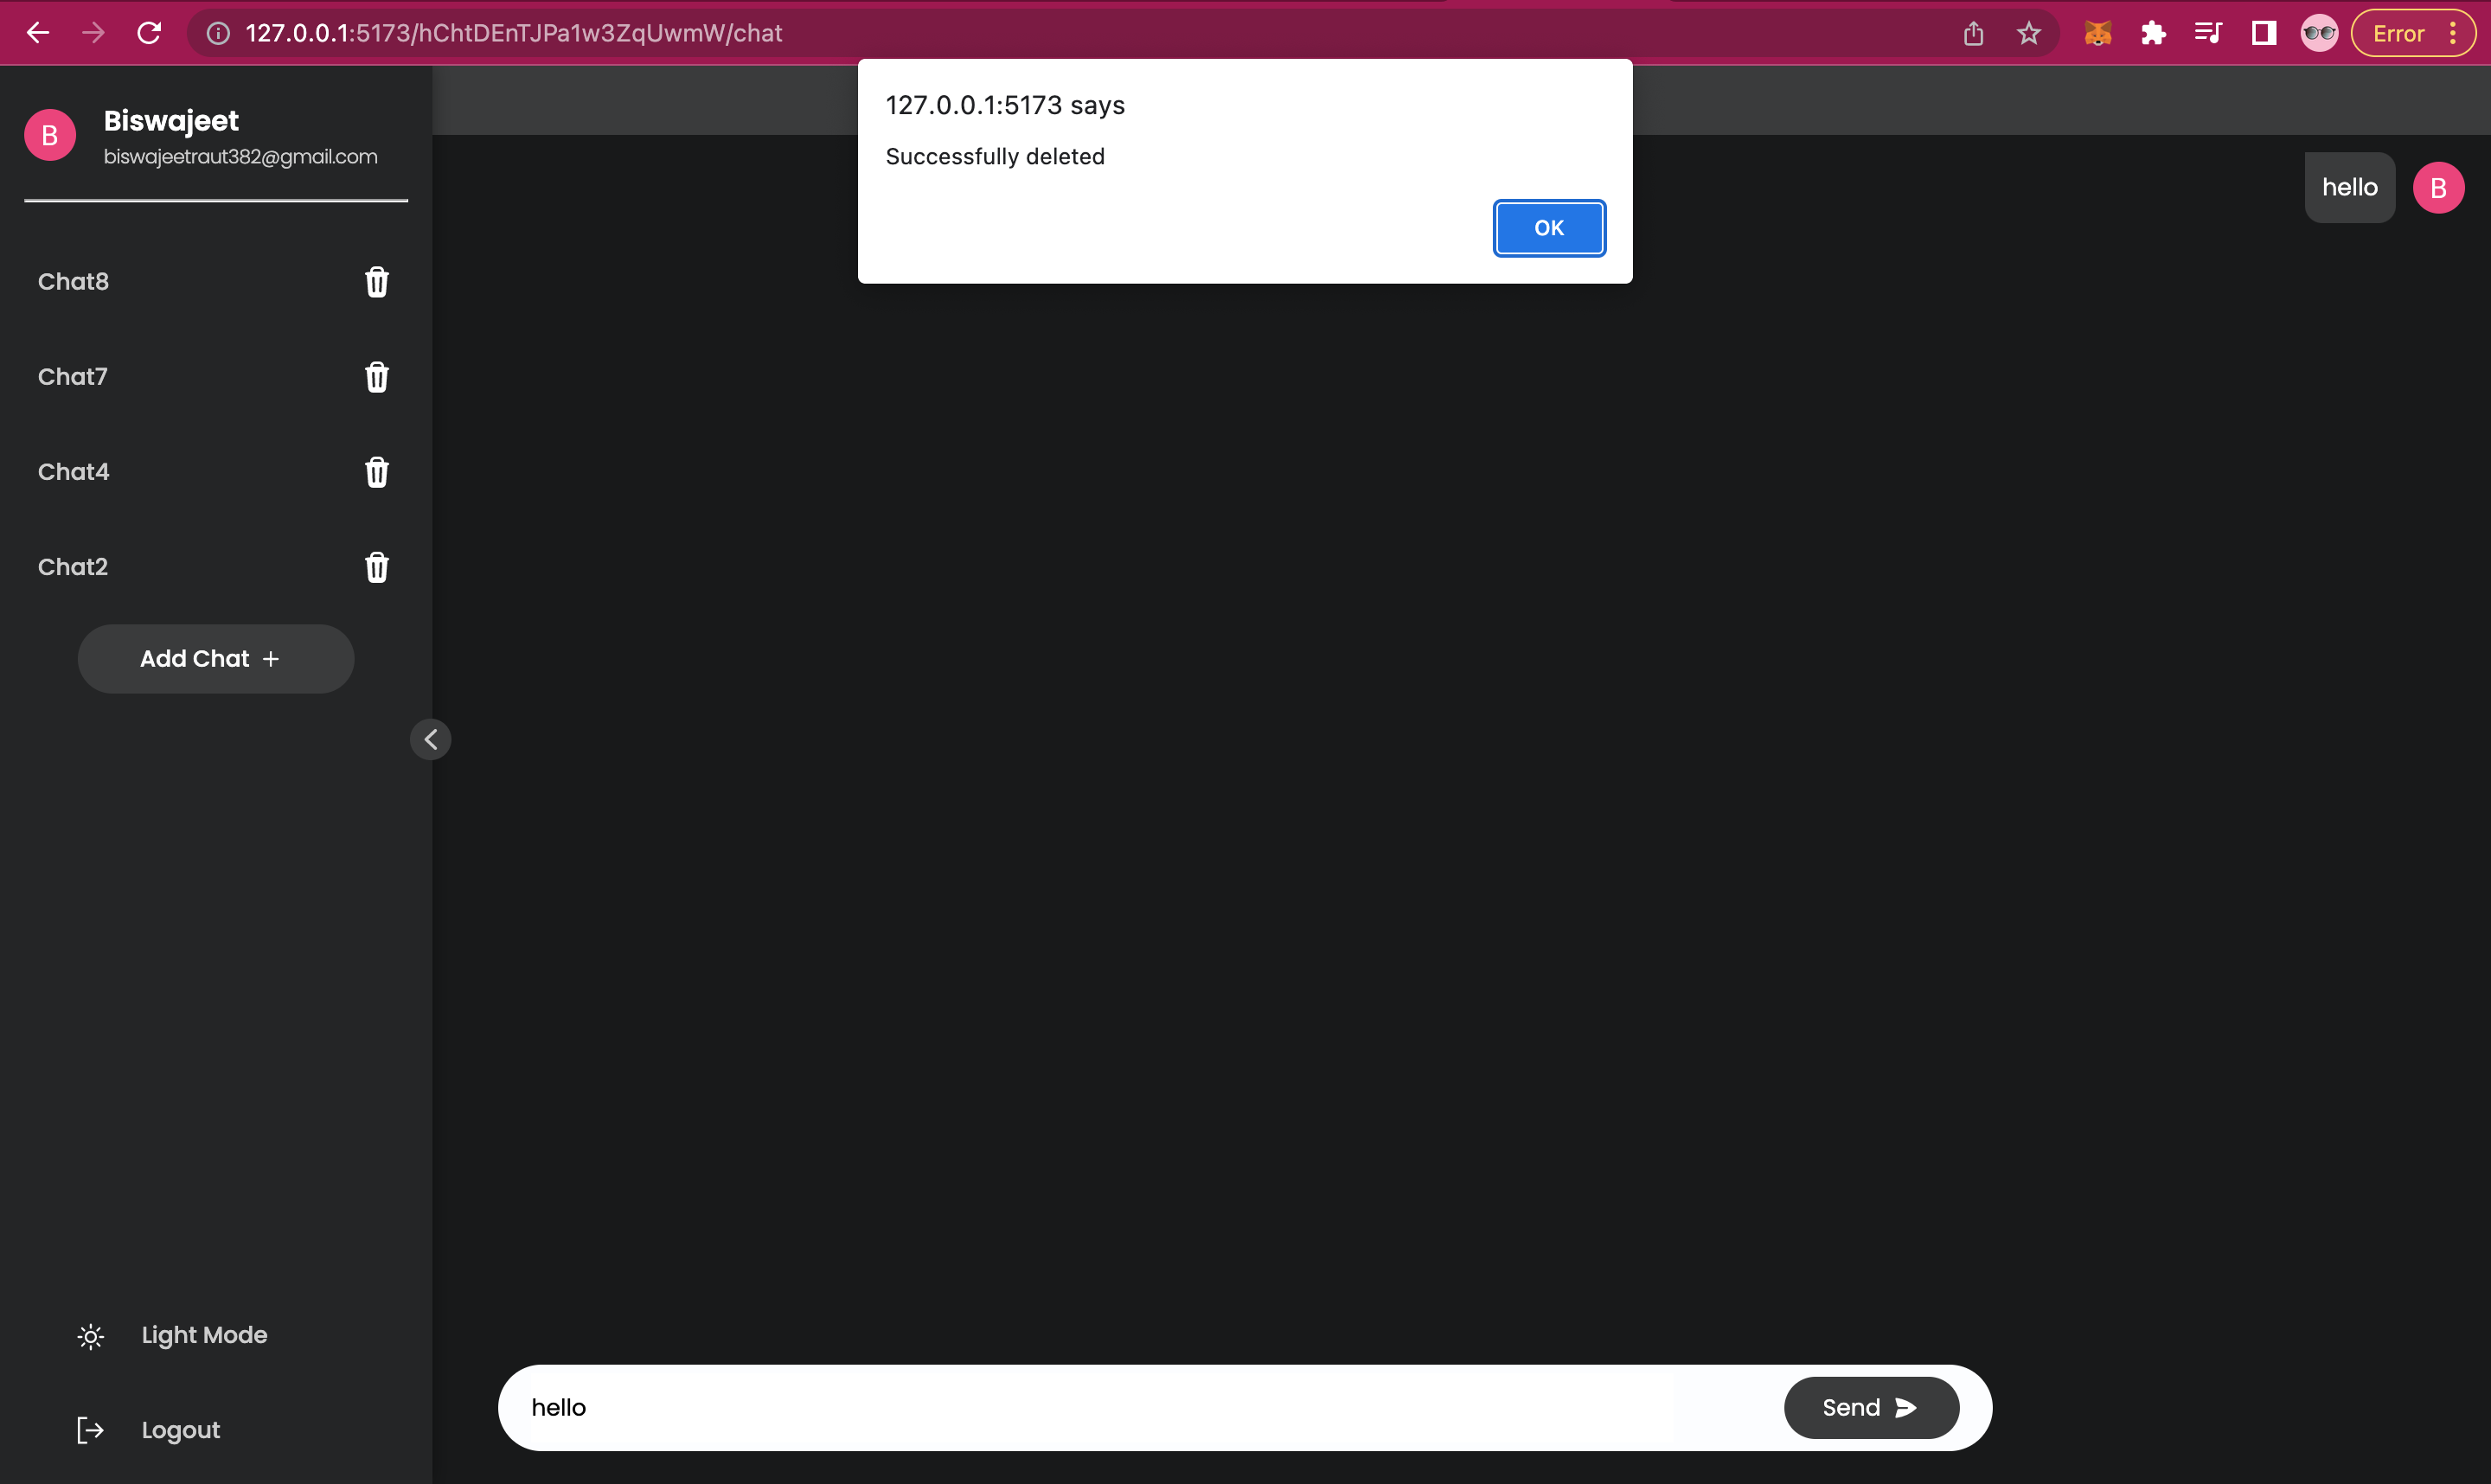 127.0.0.1:5173/hChtDEnTJPa1w3ZqUwmW/chat
Error
127.0.0.1:5173 says
Successfully deleted
OK
B
Biswajeet
biswajeetraut382@gmail.com
hello
B
Chat8
Chat7
Chat4
Chat2
Add Chat +
Light Mode
Logout
hello
Send